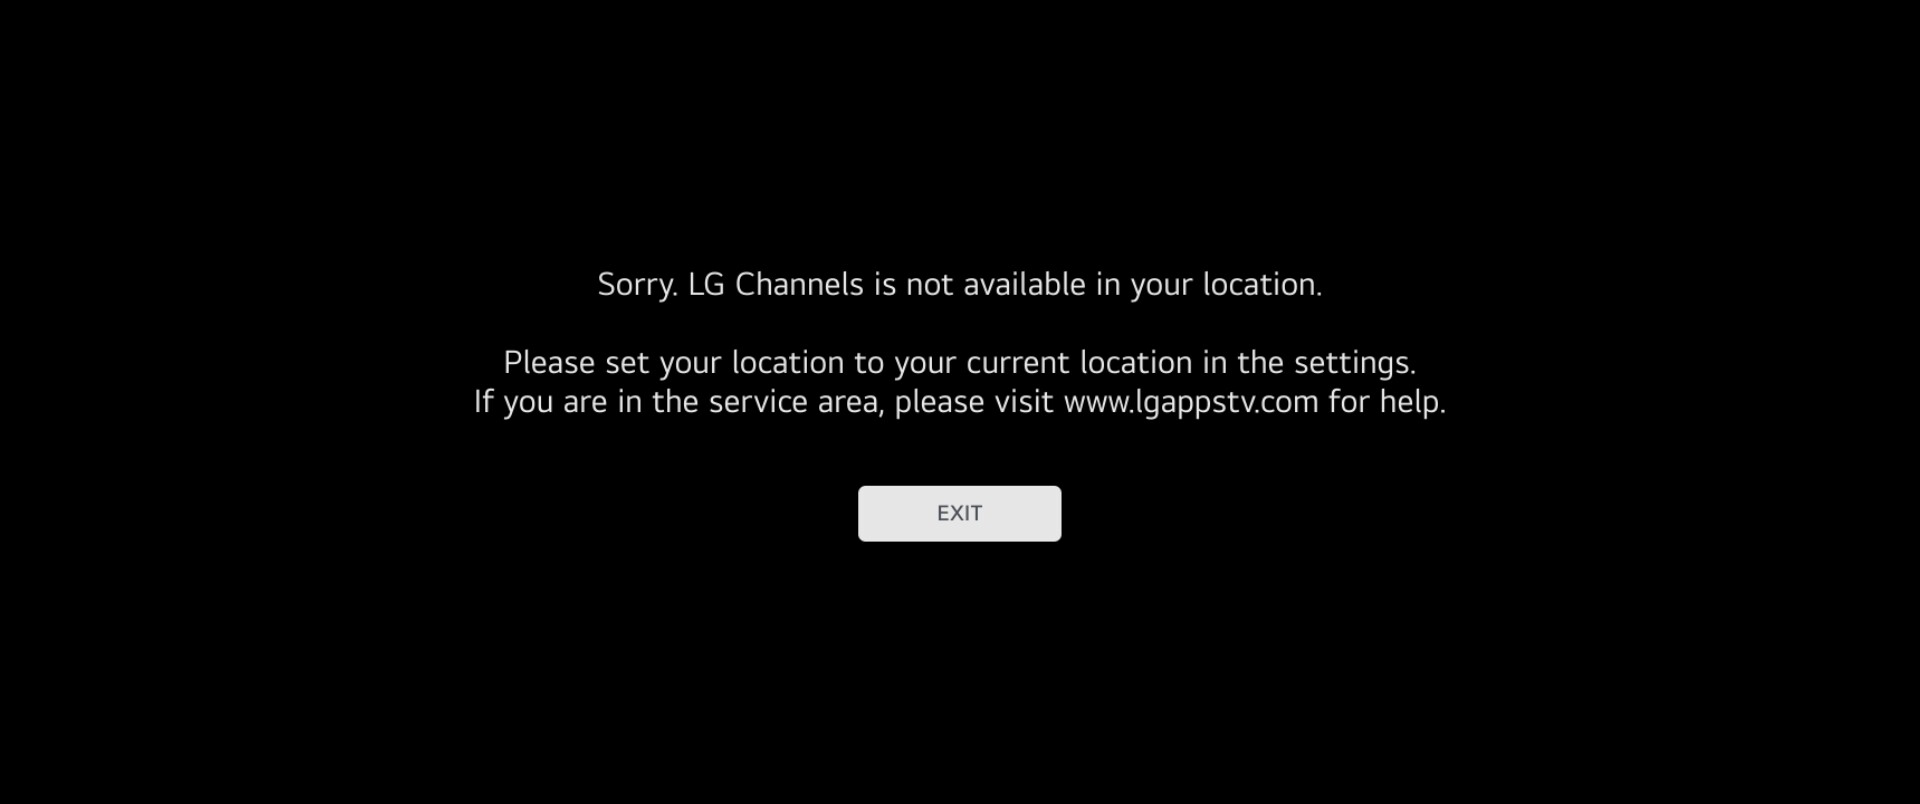 Sorry. LG Channels is not available in your location.
Please set your location to your current location in the settings.
If you are in the service area, please visit www.lgappstv.com for help.
EXIT